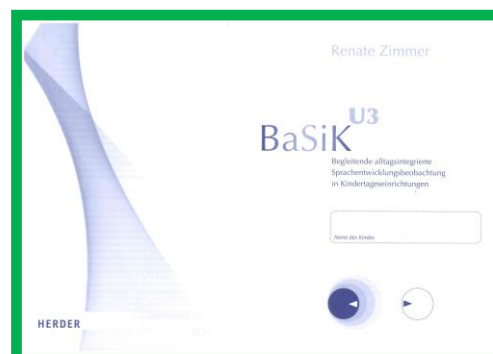 Renate Zimmer
BaSiK U3
Begleitende alltagsintegrierte
Sprachentwicklungsbeobachtung
in Kindertageseinrichtungen
Name des Kindes
HERDER